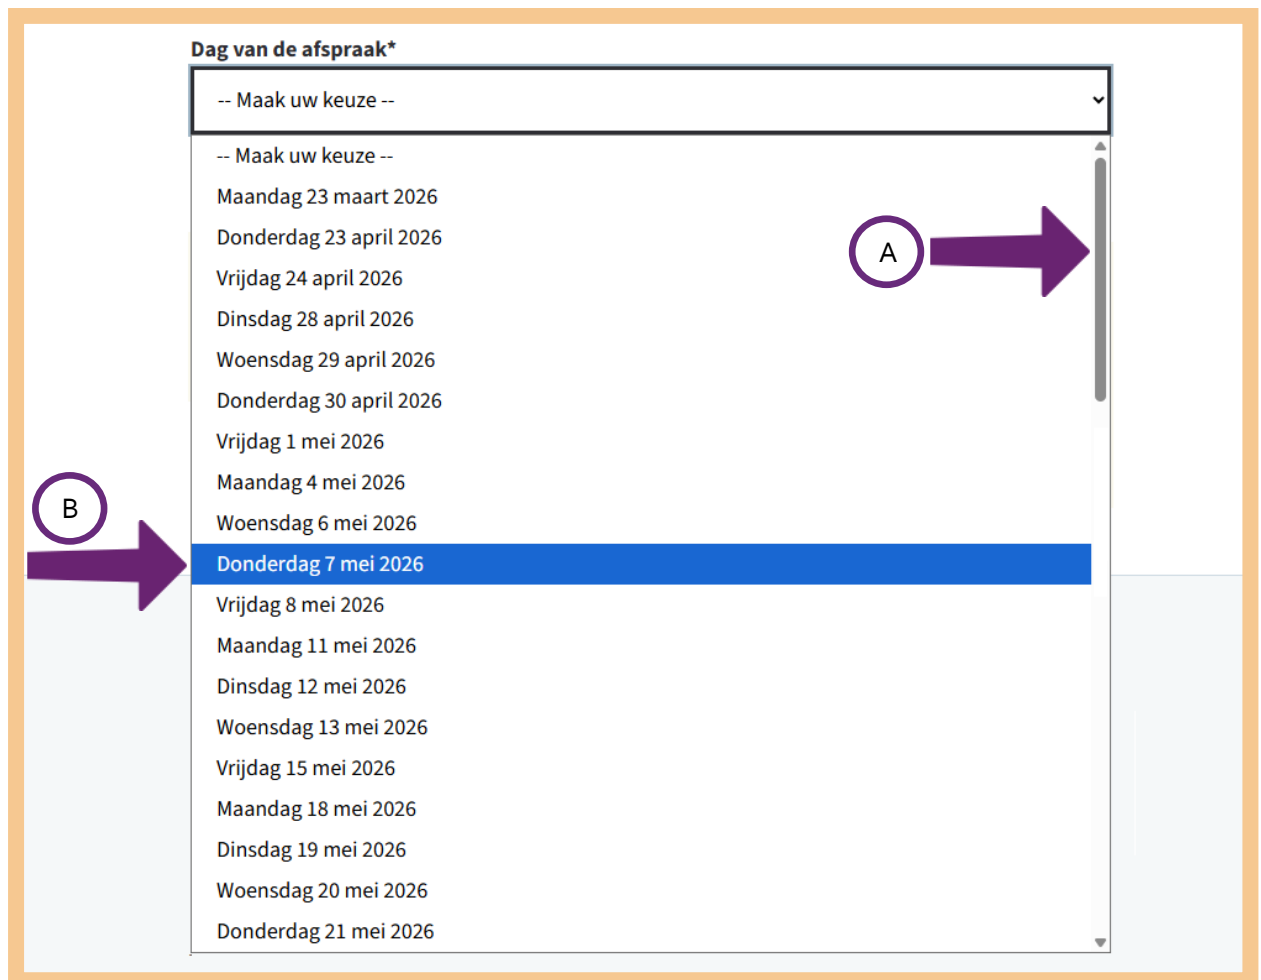 Dag van de afspraak*
-- Maak uw keuze --
-- Maak uw keuze --
Maandag 23 maart 2026
Donderdag 23 april 2026
A
Vrijdag 24 april 2026
Dinsdag 28 april 2026
Woensdag 29 april 2026
Donderdag 30 april 2026
Vrijdag 1 mei 2026
Maandag 4 mei 2026
B
Woensdag 6 mei 2026
Donderdag 7 mei 2026
Vrijdag 8 mei 2026
Maandag 11 mei 2026
Dinsdag 12 mei 2026
Woensdag 13 mei 2026
Vrijdag 15 mei 2026
Maandag 18 mei 2026
Dinsdag 19 mei 2026
Woensdag 20 mei 2026
Donderdag 21 mei 2026